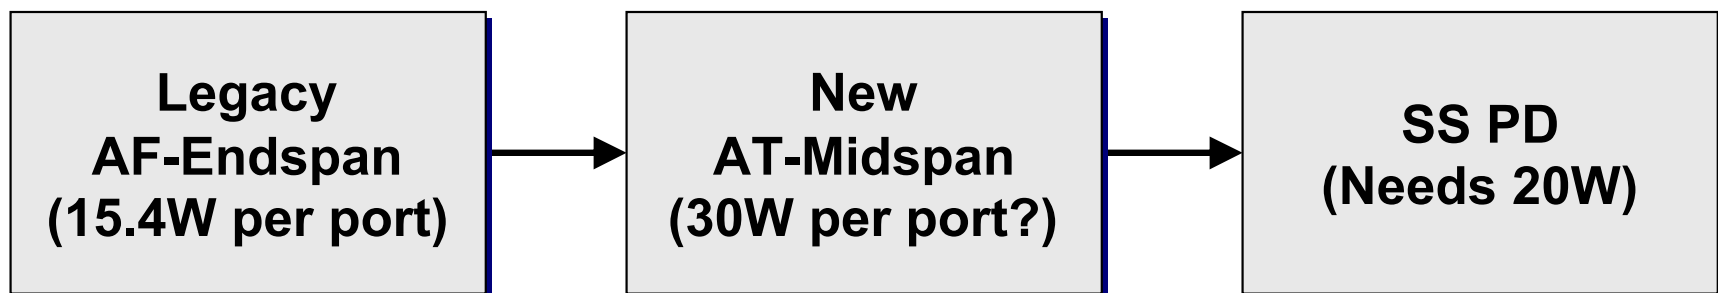 Legacy
AF-Endspan
(15.4W per port)
New
AT-Midspan
(30W per port?)
SS PD
(Needs 20W)